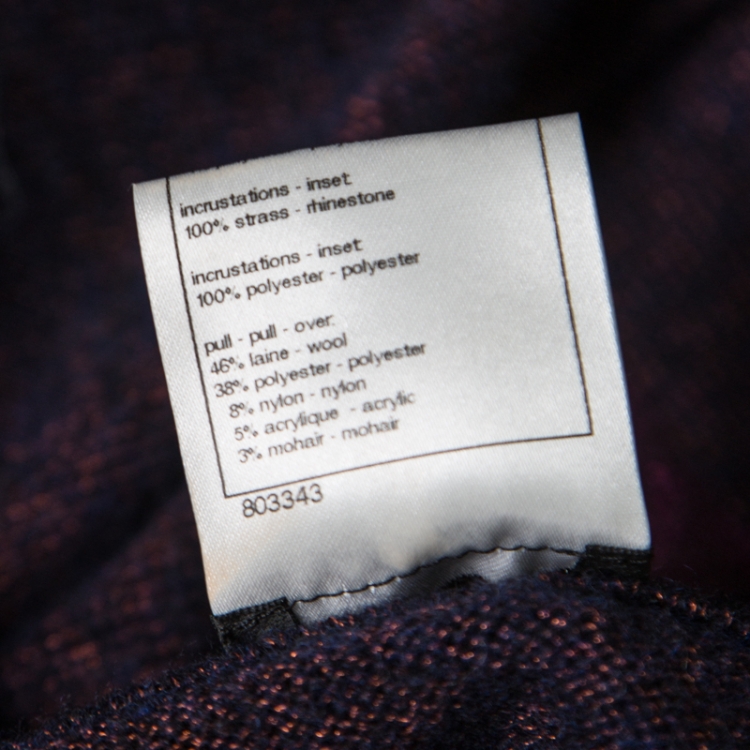 incrustations - inset:
100% strass - rhinestone
incrustations - inset:
100% polyester - polyester
pull - pull - over:
46% laine - wool
38% polyester - polyester
8% nylon - nylon
5% acrylique - acrylic
3% mohair - mohair
803343